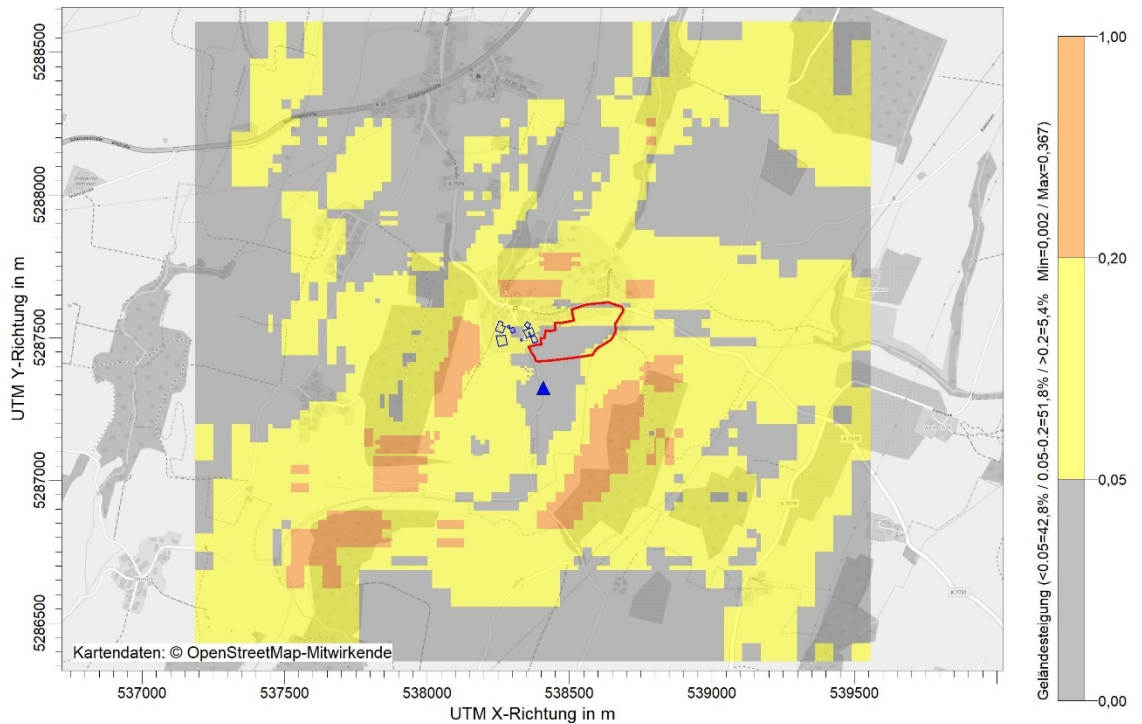 5288500
5288000
5287500
5287000
5286500
UTM Y-Richtung in m
Kartendaten: © OpenStreetMap-Mitwirkende
537000
537500
538000
538500
539000
539500
UTM X-Richtung in m
K 7978
K 7731
1,00
0,20
0,05
0,00
Geländesteigung (<0.05=42,8% / 0.05-0.2=51,8% / >0.2=5,4% Min=0,002 / Max=0,367)